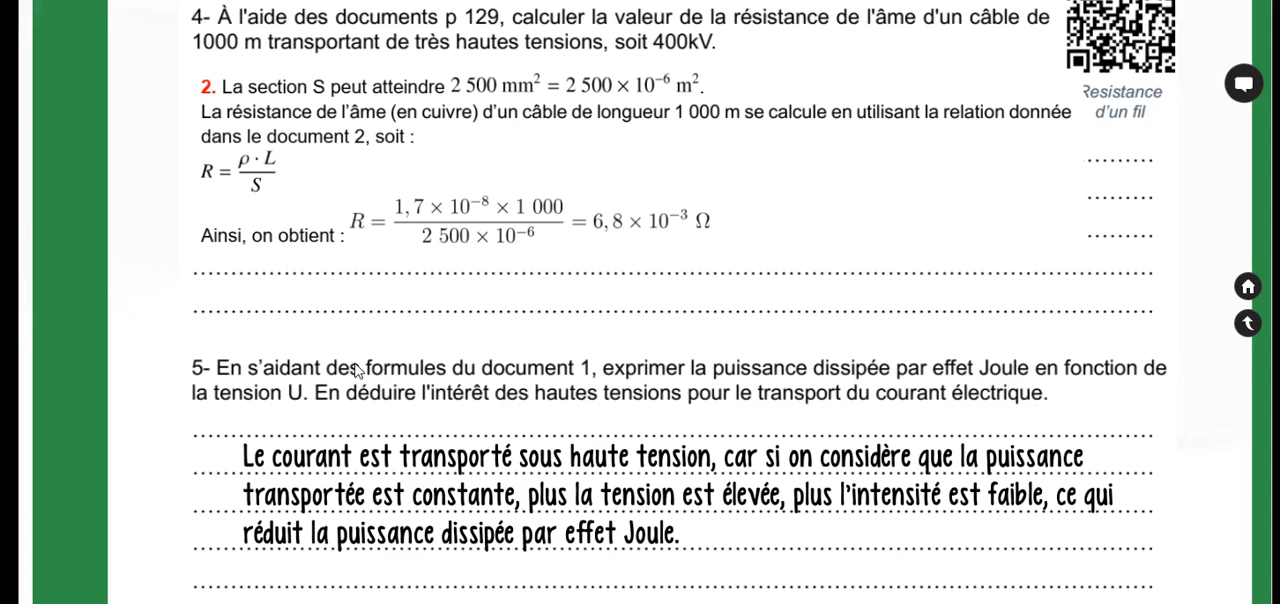 4- À l'aide des documents p 129, calculer la valeur de la résistance de l'âme d'un câble de
1000 m transportant de très hautes tensions, soit 400kV.
2. La section S peut atteindre 2 500 mm² = 2 500 × 10⁻⁶ m².
Resistance
La résistance de l'âme (en cuivre) d'un câble de longueur 1 000 m se calcule en utilisant la relation donnée
d'un fil
dans le document 2, soit :
R = ρ · L / S
Ainsi, on obtient : R = 1,7 × 10⁻⁸ × 1 000 / 2 500 × 10⁻⁶ = 6,8 × 10⁻³ Ω
5- En s'aidant des formules du document 1, exprimer la puissance dissipée par effet Joule en fonction de
la tension U. En déduire l'intérêt des hautes tensions pour le transport du courant électrique.
Le courant est transporté sous haute tension, car si on considère que la puissance
transportée est constante, plus la tension est élevée, plus l'intensité est faible, ce qui
réduit la puissance dissipée par effet Joule.